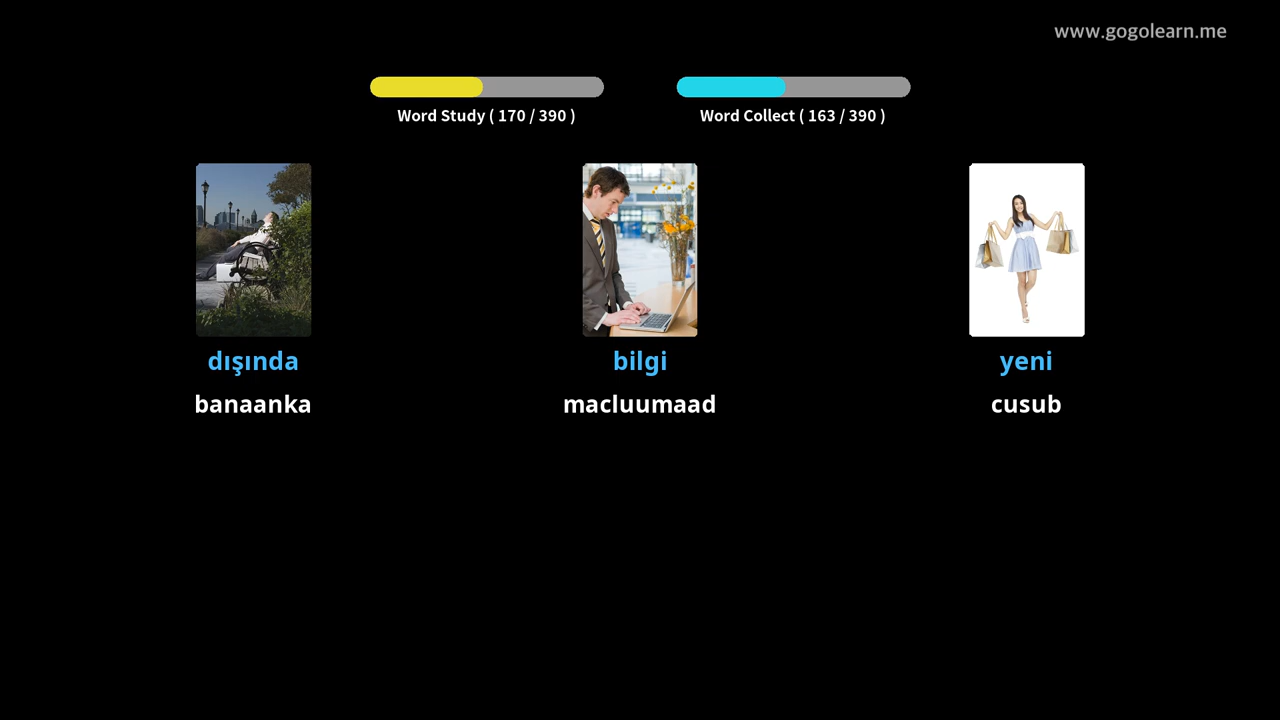 www.gogolearn.me
Word Study ( 170 / 390 )
Word Collect ( 163 / 390 )
dışında
bilgi
yeni
banaanka
macluumaad
cusub